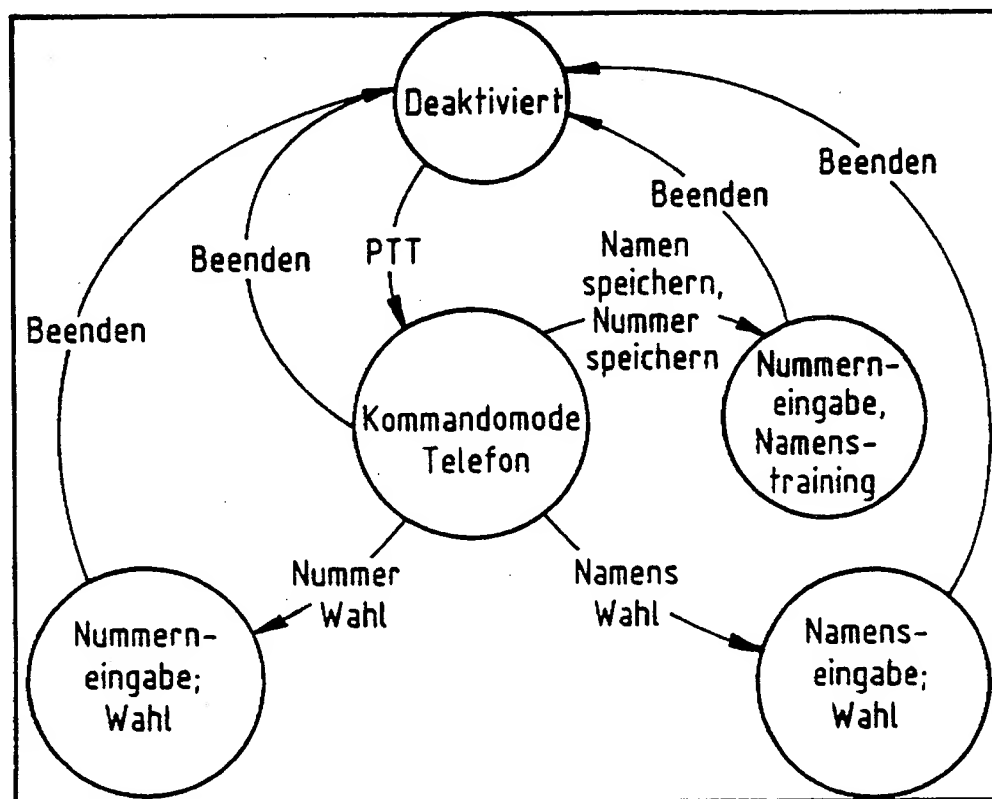 Deaktiviert
Beenden
Beenden
Beenden
PTT
Beenden
Namen
speichern,
Nummer
speichern
Nummern-
eingabe,
Namens-
training
Kommandomode
Telefon
Nummer
Wahl
Namens
Wahl
Nummern-
eingabe;
Wahl
Namens-
eingabe;
Wahl